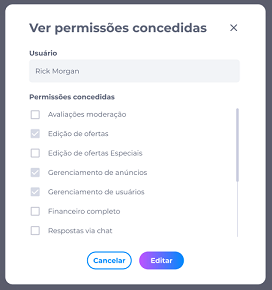 Ver permissões concedidas
Usuário
Rick Morgan
Permissões concedidas
Avaliações moderação
Edição de ofertas
Edição de ofertas Especiais
Gerenciamento de anúncios
Gerenciamento de usuários
Financeiro completo
Respostas via chat
Cancelar
Editar